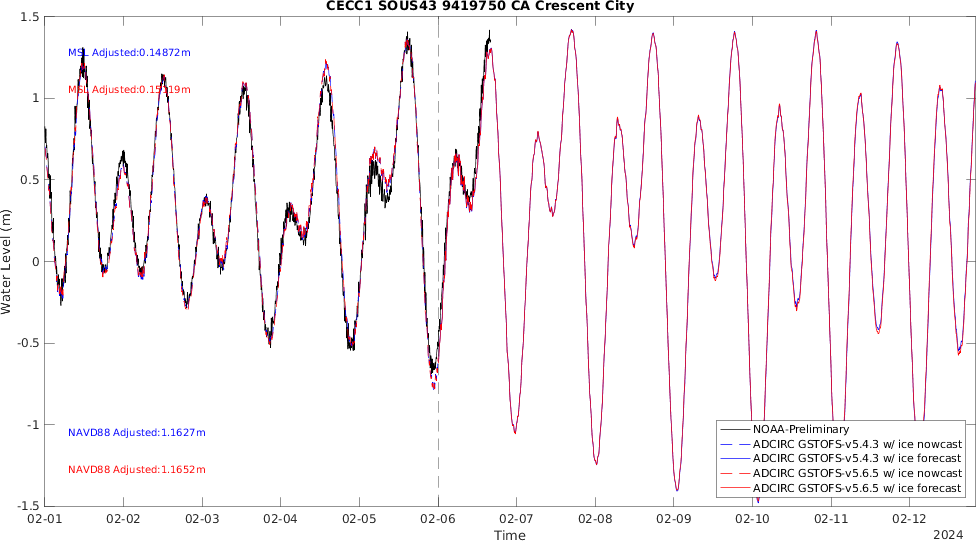 CECC1 SOUS43 9419750 CA Crescent City
1.5
1
0.5
0
-0.5
-1
-1.5
Water Level (m)
MSL Adjusted:0.14872m
MSL Adjusted:0.15119m
NAVD88 Adjusted:1.1627m
NAVD88 Adjusted:1.1652m
NOAA-Preliminary
ADCIRC GSTOFS-v5.4.3 w/ ice nowcast
ADCIRC GSTOFS-v5.4.3 w/ ice forecast
ADCIRC GSTOFS-v5.6.5 w/ ice nowcast
ADCIRC GSTOFS-v5.6.5 w/ ice forecast
02-01 02-02 02-03 02-04 02-05 02-06 02-07 02-08 02-09 02-10 02-11 02-12
Time
2024